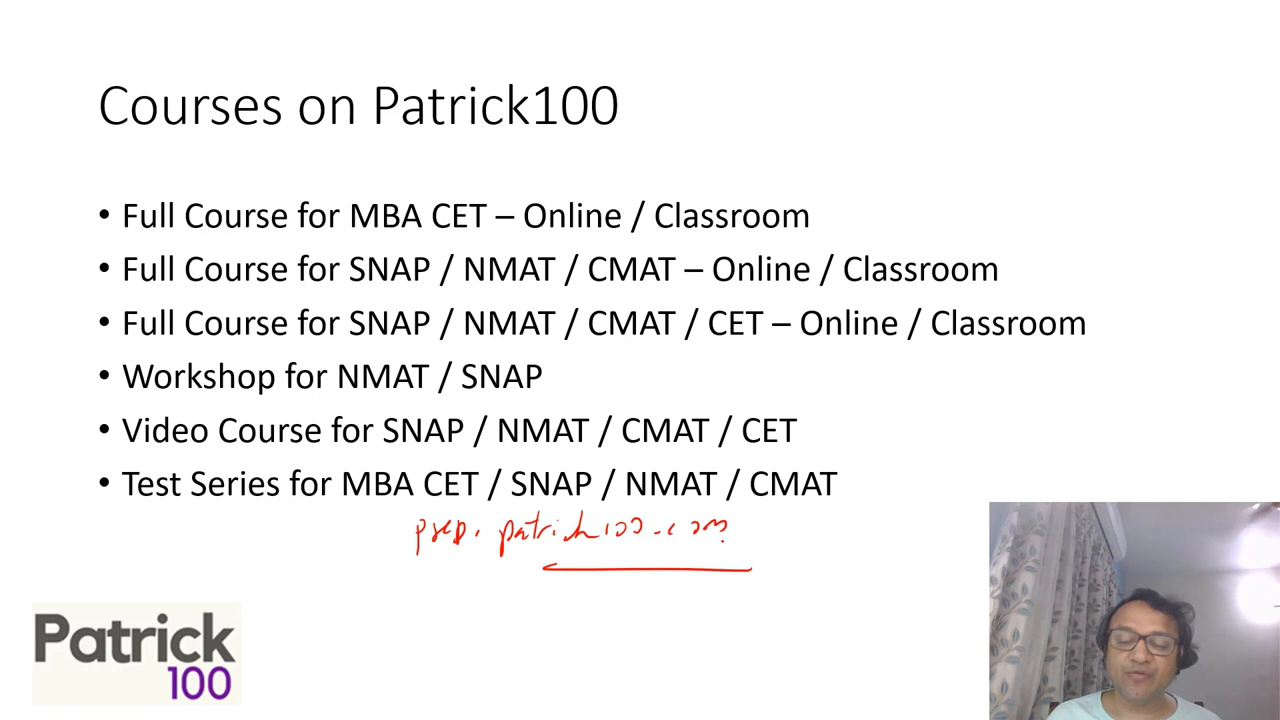 Courses on Patrick100
• Full Course for MBA CET – Online / Classroom
• Full Course for SNAP / NMAT / CMAT – Online / Classroom
• Full Course for SNAP / NMAT / CMAT / CET – Online / Classroom
• Workshop for NMAT / SNAP
• Video Course for SNAP / NMAT / CMAT / CET
• Test Series for MBA CET / SNAP / NMAT / CMAT
prep. patrick100.com
Patrick
100